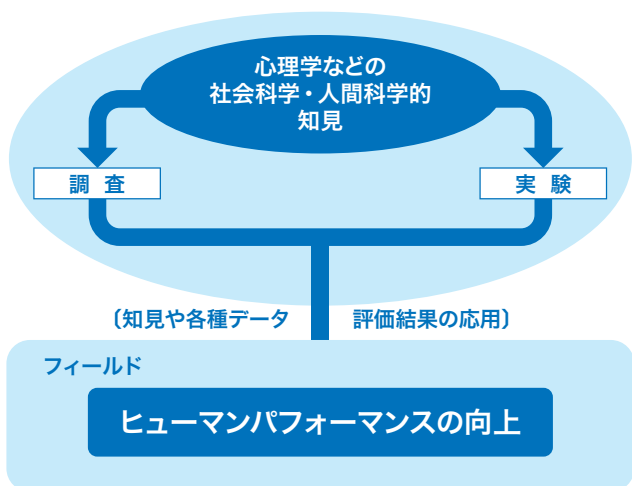 心理学などの
社会科学・人間科学的
知見
調 査
実 験
〔知見や各種データ 評価結果の応用〕
フィールド
ヒューマンパフォーマンスの向上